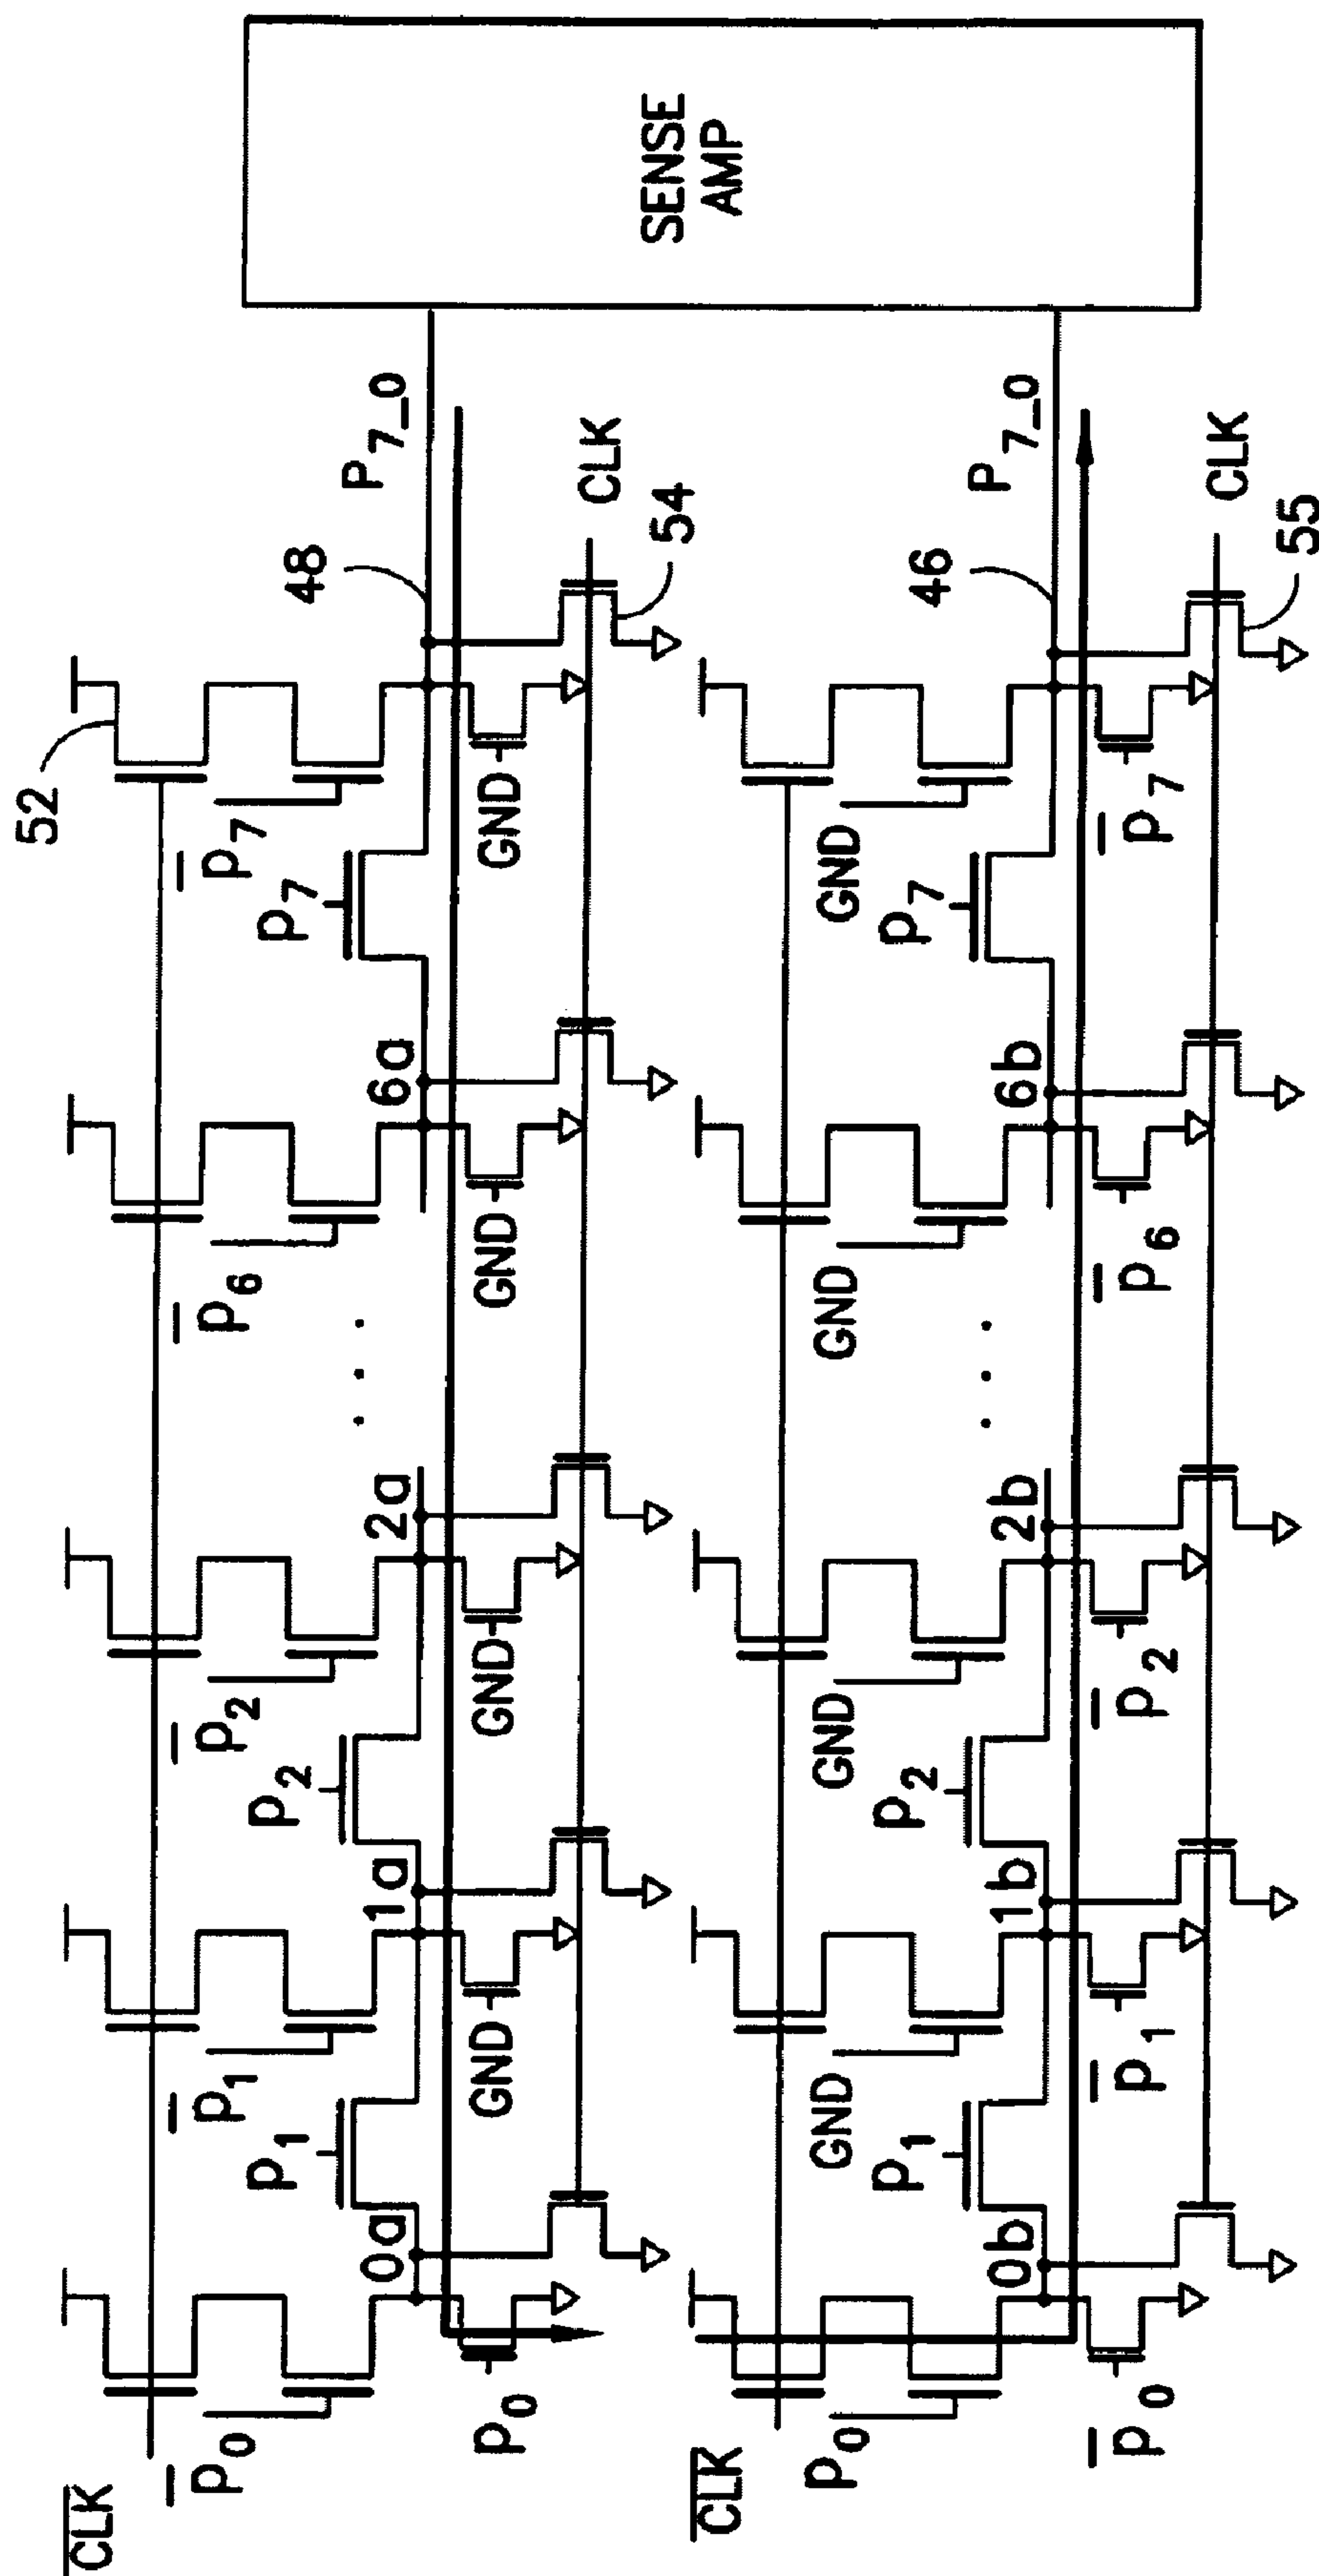 CLK̅
p̅₀
p̅₁
p̅₂
p̅₆
p̅₇
52
p₁
p₂
p₇
48
P₇_₀
0a
1a
2a
. . .
6a
p₀
GND
GND
GND
GND
CLK
54
SENSE
AMP
CLK̅
p₀
GND
GND
GND
GND
p₁
p₂
p₇
46
P₇_₀
0b
1b
2b
. . .
6b
p̅₀
p̅₁
p̅₂
p̅₆
p̅₇
CLK
55